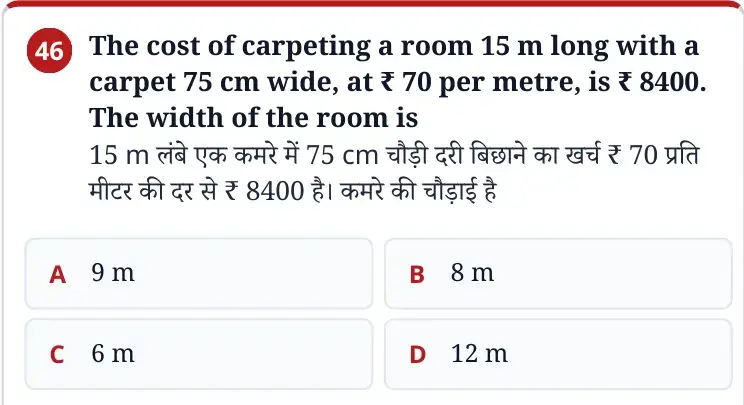 46 The cost of carpeting a room 15 m long with a
carpet 75 cm wide, at ₹ 70 per metre, is ₹ 8400.
The width of the room is
15 m लंबे एक कमरे में 75 cm चौड़ी दरी बिछाने का खर्च ₹ 70 प्रति
मीटर की दर से ₹ 8400 है। कमरे की चौड़ाई है
A 9 m
B 8 m
C 6 m
D 12 m